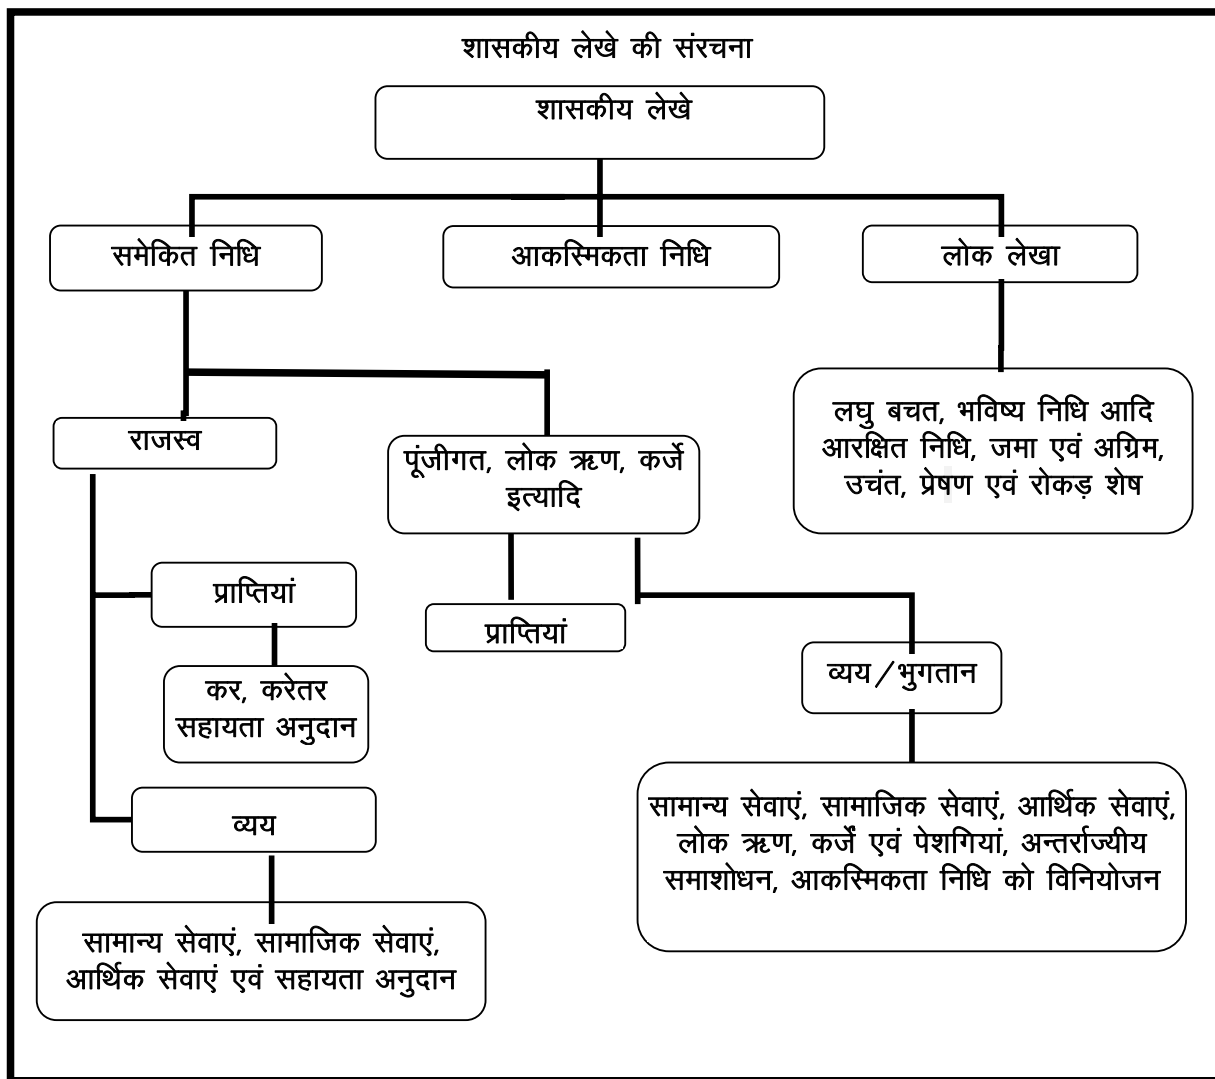 शासकीय लेखे की संरचना
शासकीय लेखे
समेकित निधि
आकस्मिकता निधि
लोक लेखा
राजस्व
पूंजीगत, लोक ऋण, कर्जे
इत्यादि
लघु बचत, भविष्य निधि आदि
आरक्षित निधि, जमा एवं अग्रिम,
उचंत, प्रेषण एवं रोकड़ शेष
प्राप्तियां
कर, करेतर
सहायता अनुदान
प्राप्तियां
व्यय/भुगतान
व्यय
सामान्य सेवाएं, सामाजिक सेवाएं,
आर्थिक सेवाएं एवं सहायता अनुदान
सामान्य सेवाएं, सामाजिक सेवाएं, आर्थिक सेवाएं,
लोक ऋण, कर्जें एवं पेशगियां, अन्तर्राज्यीय
समाशोधन, आकस्मिकता निधि को विनियोजन